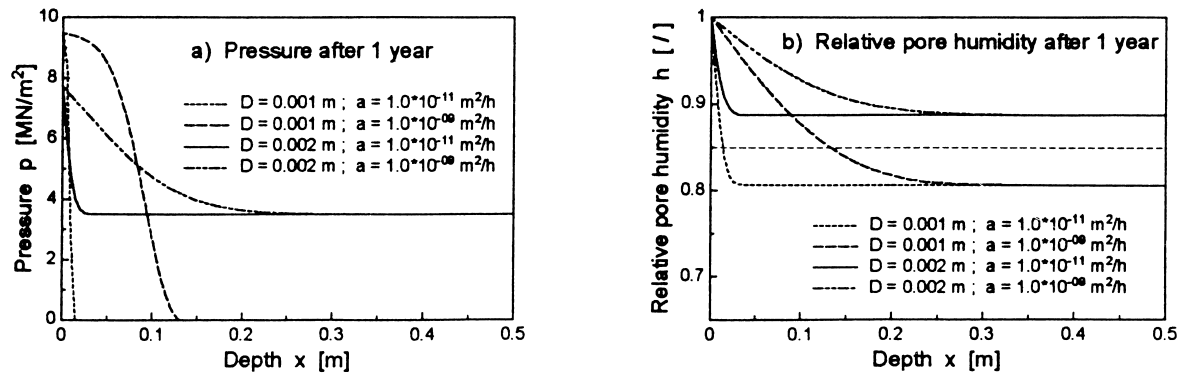 a) Pressure after 1 year
Pressure p [MN/m²]
10
8
6
4
2
0
D = 0.001 m ; a = 1.0*10⁻¹¹ m²/h
D = 0.001 m ; a = 1.0*10⁻⁰⁹ m²/h
D = 0.002 m ; a = 1.0*10⁻¹¹ m²/h
D = 0.002 m ; a = 1.0*10⁻⁰⁹ m²/h
0 0.1 0.2 0.3 0.4 0.5
Depth x [m]
b) Relative pore humidity after 1 year
Relative pore humidity h [ / ]
1
0.9
0.8
0.7
D = 0.001 m ; a = 1.0*10⁻¹¹ m²/h
D = 0.001 m ; a = 1.0*10⁻⁰⁹ m²/h
D = 0.002 m ; a = 1.0*10⁻¹¹ m²/h
D = 0.002 m ; a = 1.0*10⁻⁰⁹ m²/h
0 0.1 0.2 0.3 0.4 0.5
Depth x [m]